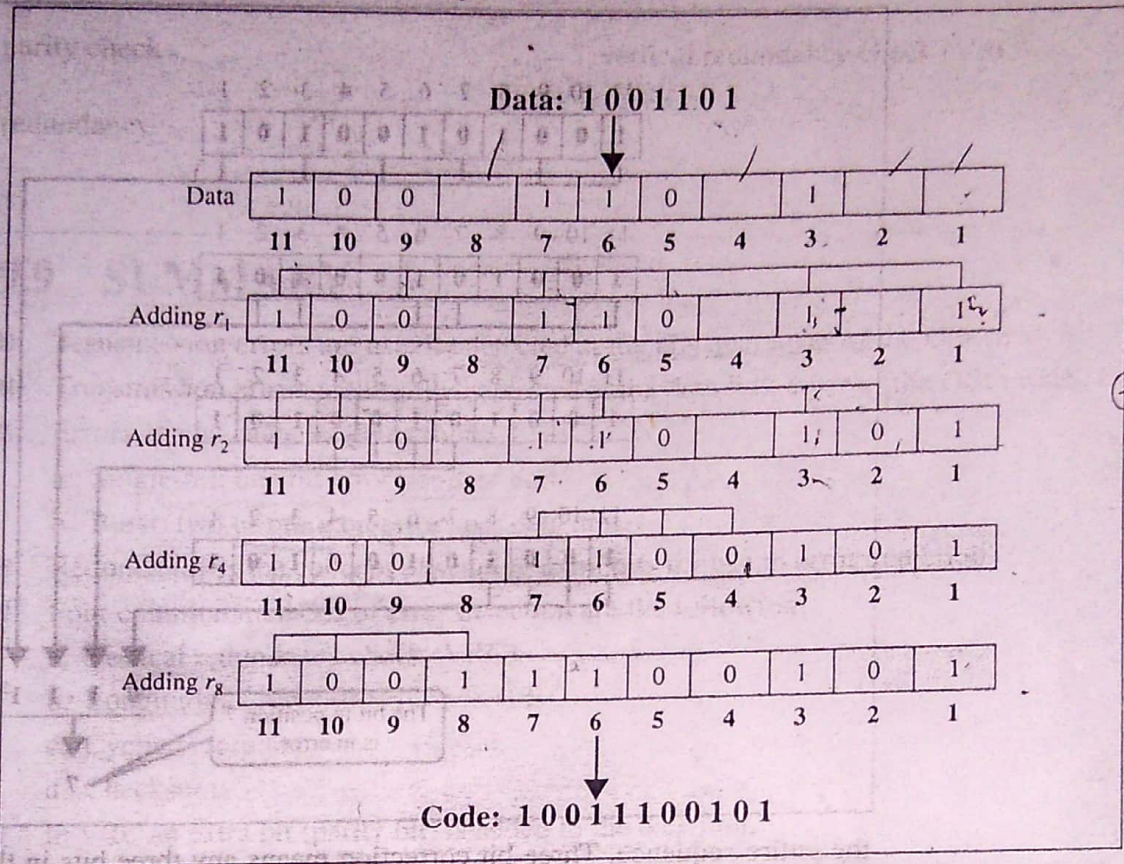 Data: 1 0 0 1 1 0 1
Data 1 0 0 1 1 0 1
11 10 9 8 7 6 5 4 3 2 1
Adding r1 1 0 0 1 1 0 1 1
11 10 9 8 7 6 5 4 3 2 1
Adding r2 1 0 0 1 1 0 1 0 1
11 10 9 8 7 6 5 4 3 2 1
Adding r4 1 0 0 1 1 0 0 1 0 1
11 10 9 8 7 6 5 4 3 2 1
Adding r8 1 0 0 1 1 1 0 0 1 0 1
11 10 9 8 7 6 5 4 3 2 1
Code: 1 0 0 1 1 1 0 0 1 0 1